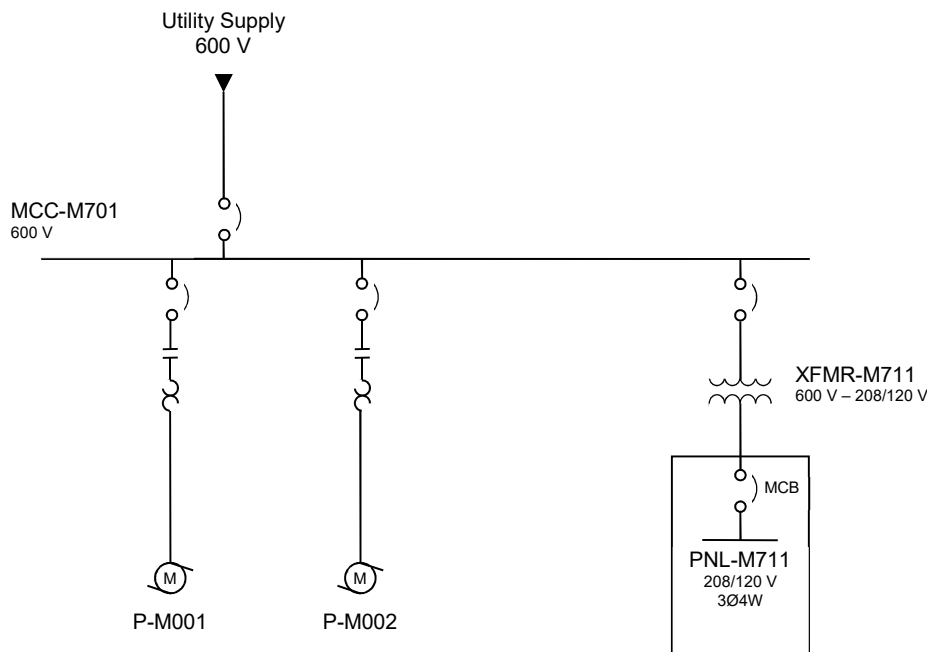 Utility Supply
600 V
MCC-M701
600 V
XFMR-M711
600 V – 208/120 V
MCB
PNL-M711
208/120 V
3Ø4W
M
M
P-M001
P-M002